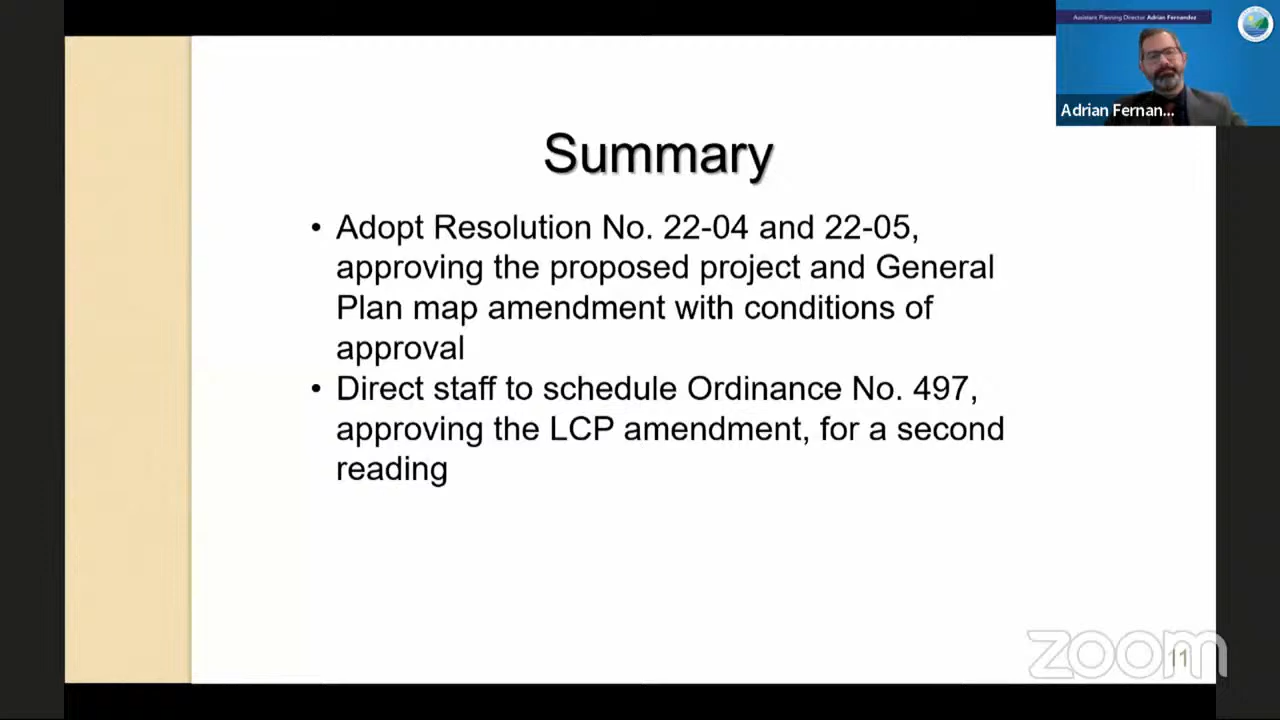 Assistant Planning Director Adrian Fernandez
Adrian Fernan...
Summary
• Adopt Resolution No. 22-04 and 22-05,
approving the proposed project and General
Plan map amendment with conditions of
approval
• Direct staff to schedule Ordinance No. 497,
approving the LCP amendment, for a second
reading
zoom
11